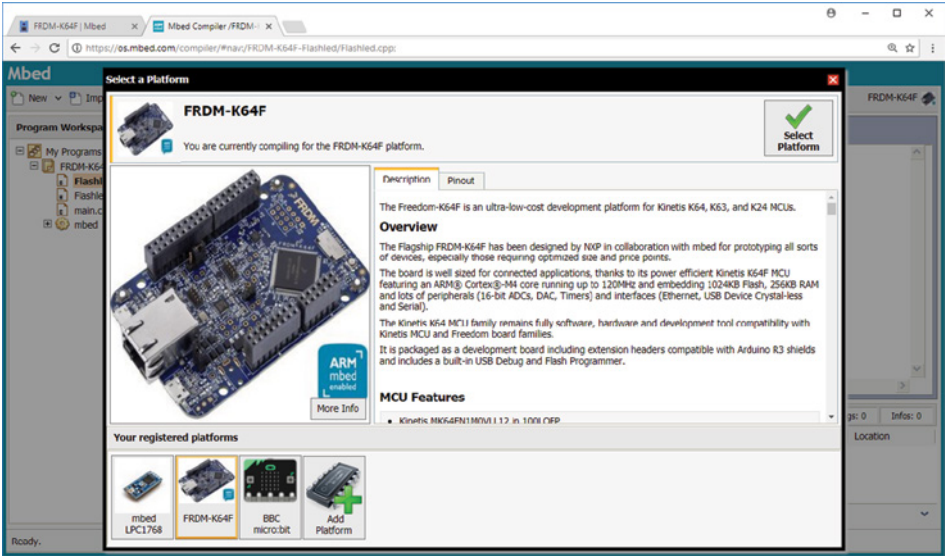 FRDM-K64F | Mbed
Mbed Compiler /FRDM-
https://os.mbed.com/compiler/#nav:/FRDM-K64F-Flashled/Flashled.cpp:
Mbed
Select a Platform
New
Imp
FRDM-K64F
FRDM-K64F
You are currently compiling for the FRDM-K64F platform.
Select
Platform
Program Workspa
My Programs
FRDM-K64
Flashl
Flashle
main.c
mbed
Description
Pinout
The Freedom-K64F is an ultra-low-cost development platform for Kinetis K64, K63, and K24 MCUs.
Overview
The Flagship FRDM-K64F has been designed by NXP in collaboration with mbed for prototyping all sorts
of devices, especially those requiring optimized size and price points.
The board is well sized for connected applications, thanks to its power efficient Kinetis K64F MCU
featuring an ARM® Cortex®-M4 core running up to 120MHz and embedding 1024KB Flash, 256KB RAM
and lots of peripherals (16-bit ADCs, DAC, Timers) and interfaces (Ethernet, USB Device Crystal-less
and Serial).
The Kinetis K64 MCU family remains fully software, hardware and development tool compatibility with
Kinetis MCU and Freedom board families.
It is packaged as a development board including extension headers compatible with Arduino R3 shields
and includes a built-in USB Debug and Flash Programmer.
MCU Features
Kinetis MK64FN1M0VLL12 in 100LQFP
FRDM
ARM
mbed
enabled
More Info
gs: 0
Infos: 0
Location
Your registered platforms
mbed
LPC1768
FRDM-K64F
BBC
micro:bit
Add
Platform
Ready.